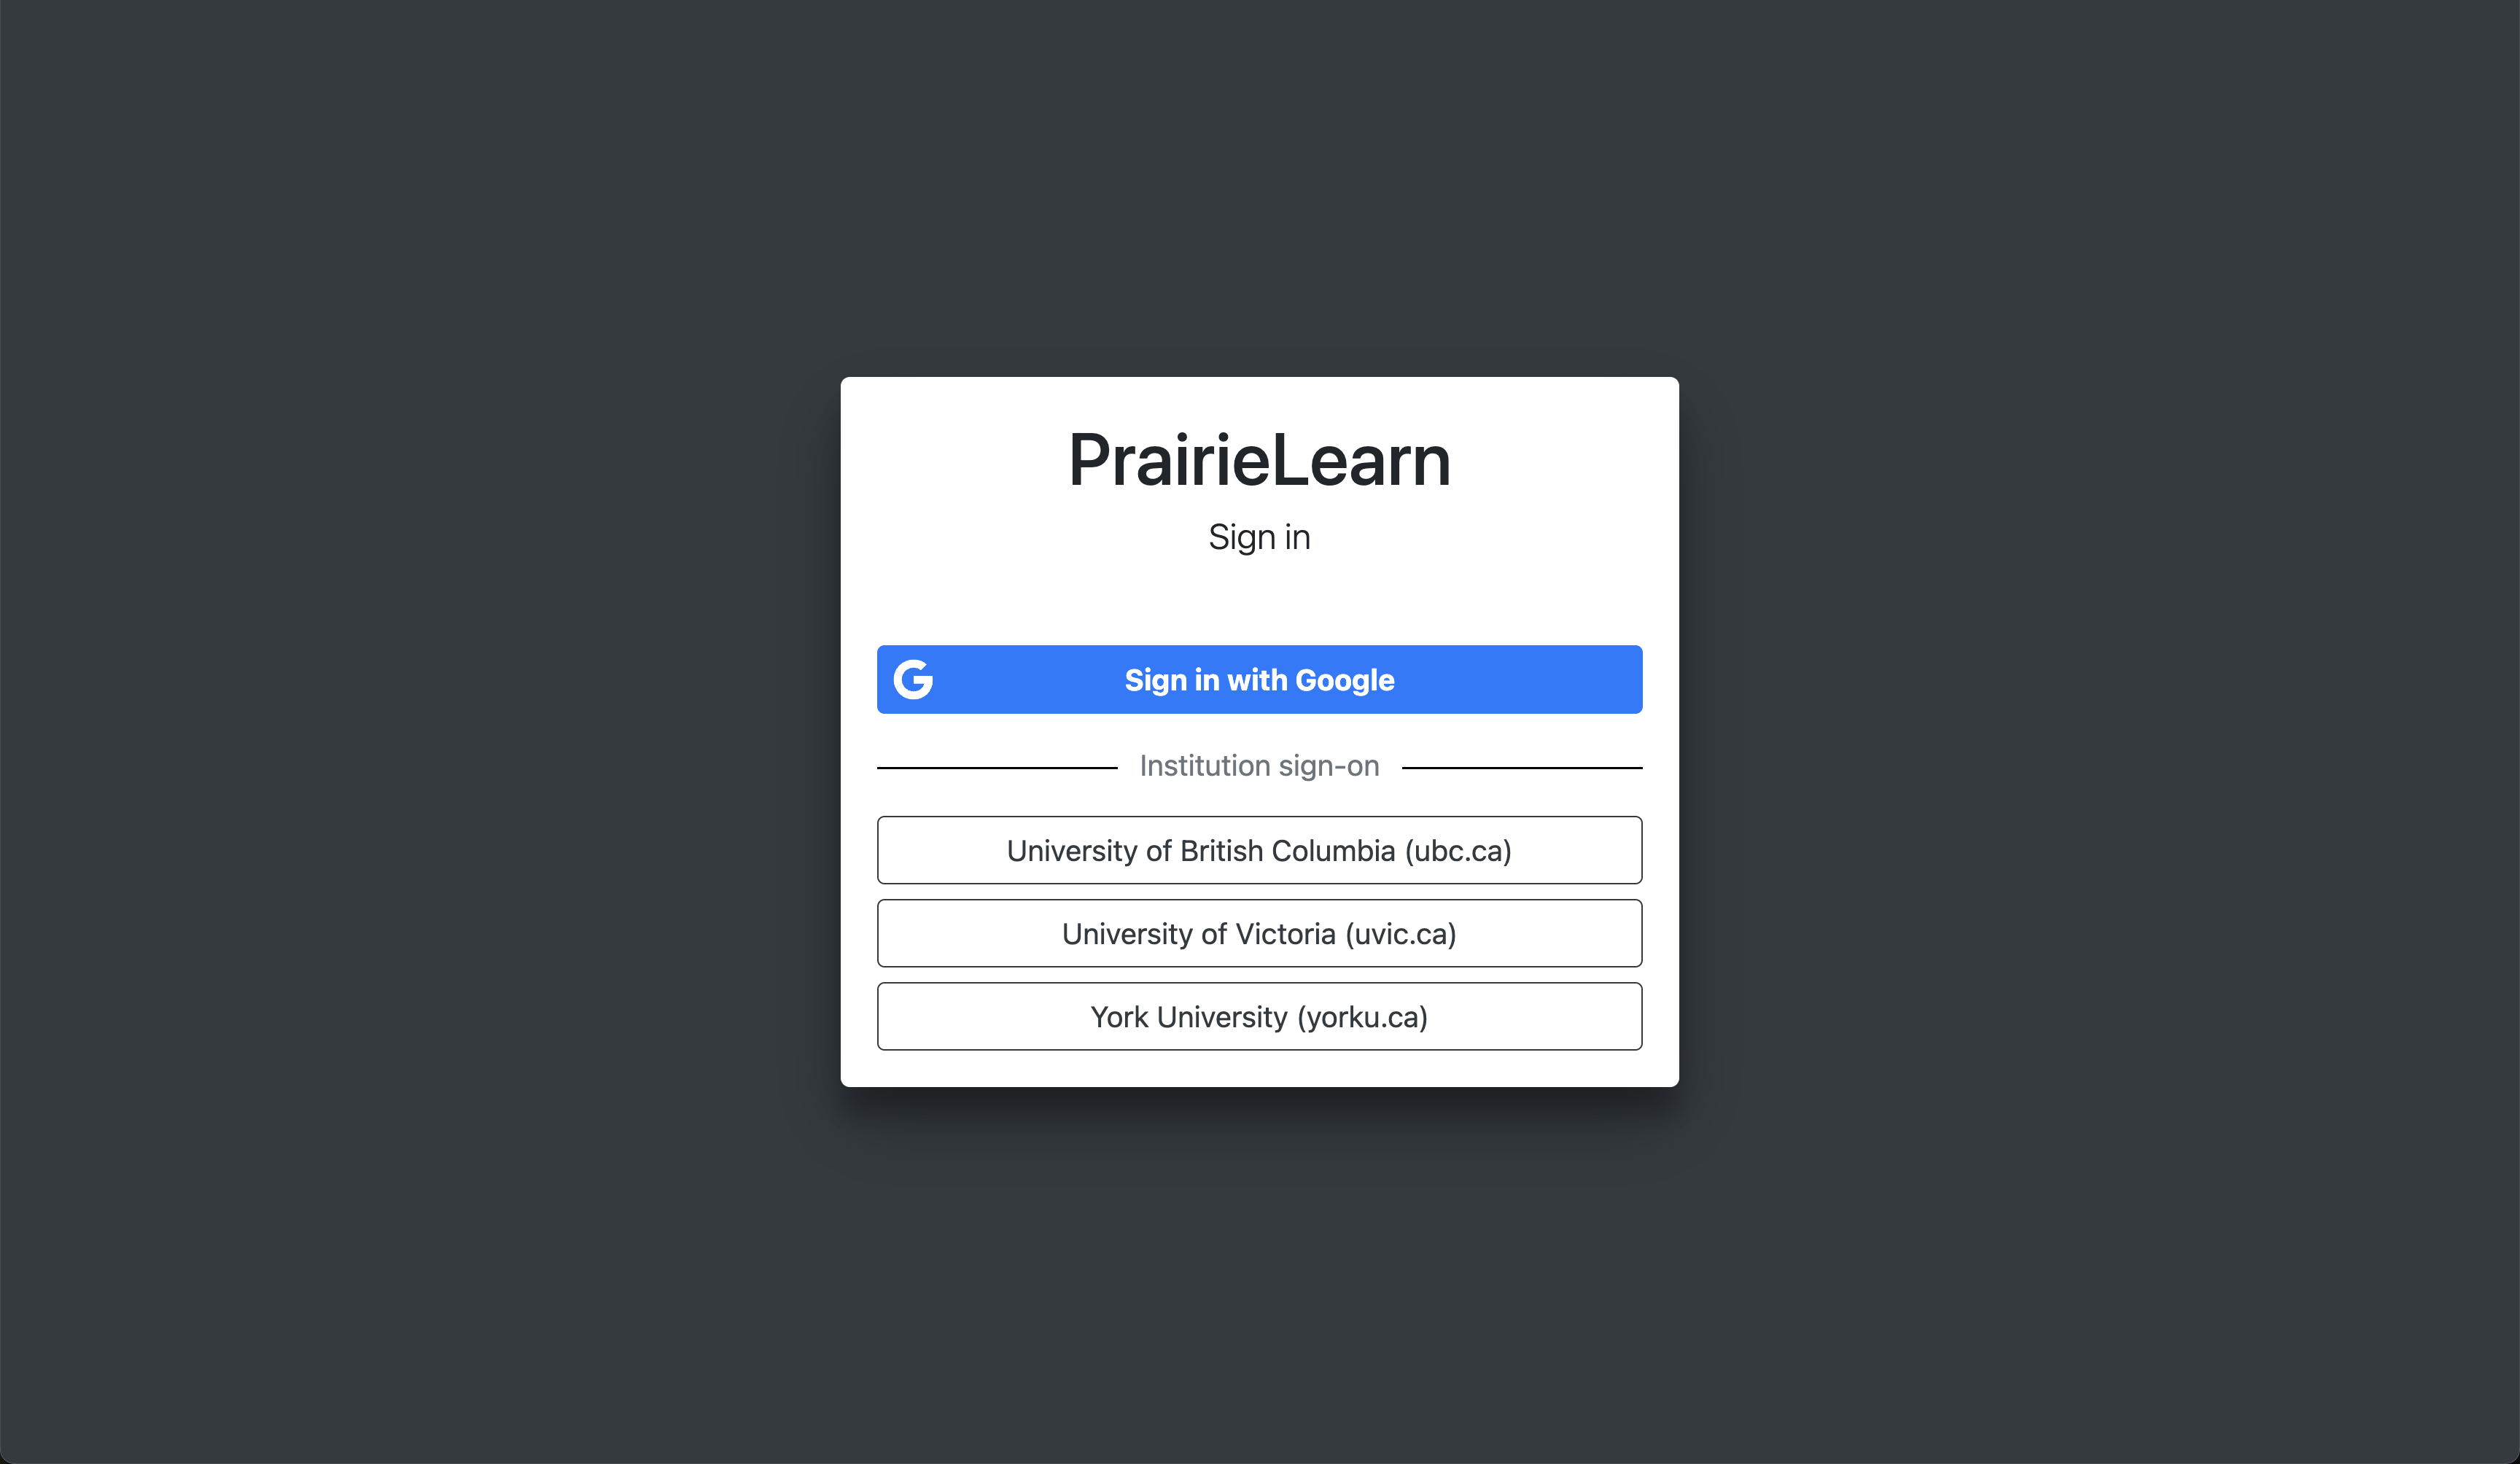 PrairieLearn
Sign in
Sign in with Google
Institution sign-on
University of British Columbia (ubc.ca)
University of Victoria (uvic.ca)
York University (yorku.ca)